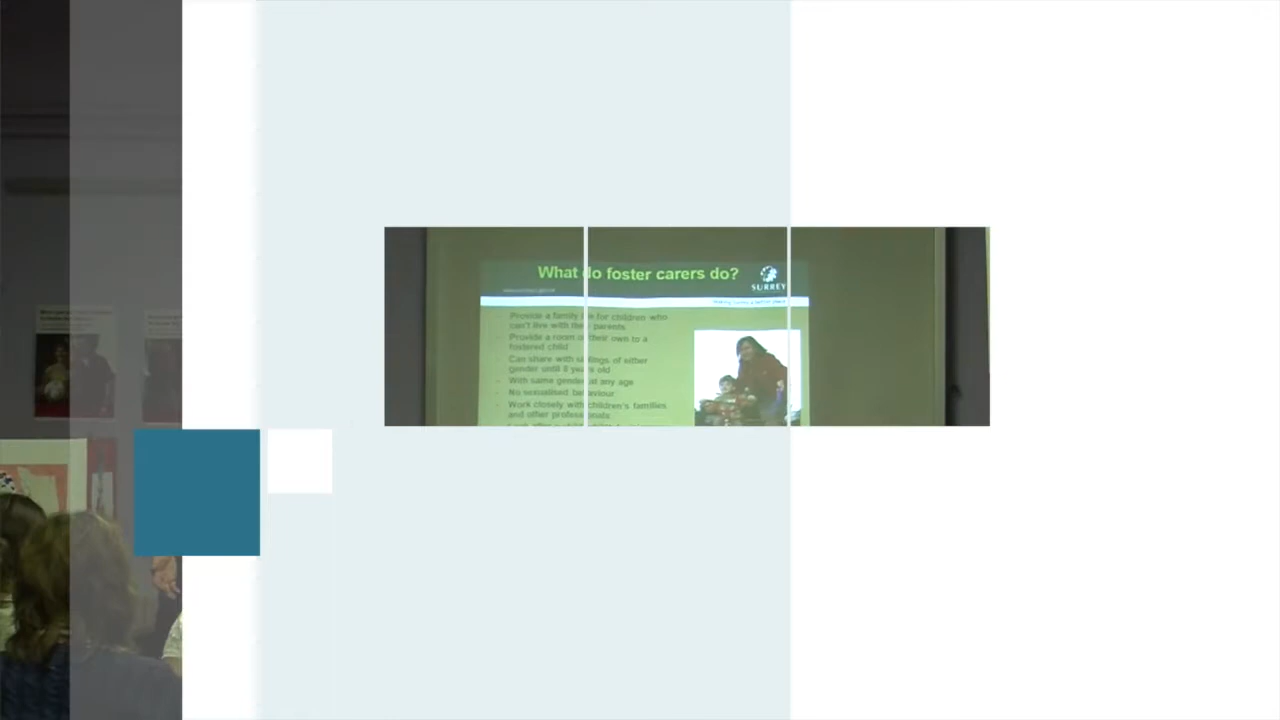 What do foster carers do?
SURREY
Provide a family life for children who
can't live with their parents
Provide a room of their own to a
fostered child
Can share with siblings of either
gender until 8 years old
With same gender at any age
No sexualised behaviour
Work closely with children's families
and other professionals